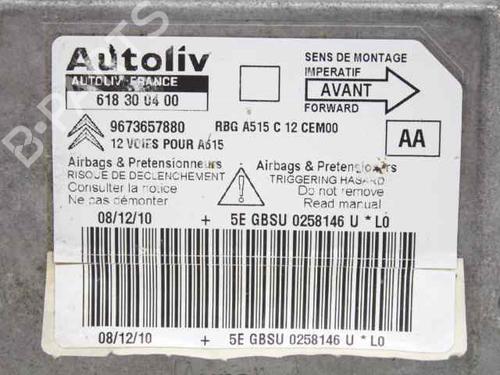 Autoliv
AUTOLIV-FRANCE
618 30 04 00
SENS DE MONTAGE
IMPERATIF
AVANT
FORWARD
9673657880
RBG A515 C 12 CEM00
12 VOIES POUR A515
AA
Airbags & Pretensionneurs
RISQUE DE DECLENCHEMENT
Consulter la notice
Ne pas démonter
Airbags & Pretensioners
TRIGGERING HASARD
Do not remove
Read manual
08/12/10 + 5E GBSU 0258146 U * L0
08/12/10 + 5E GBSU 0258146 U * L0
B-PARTS